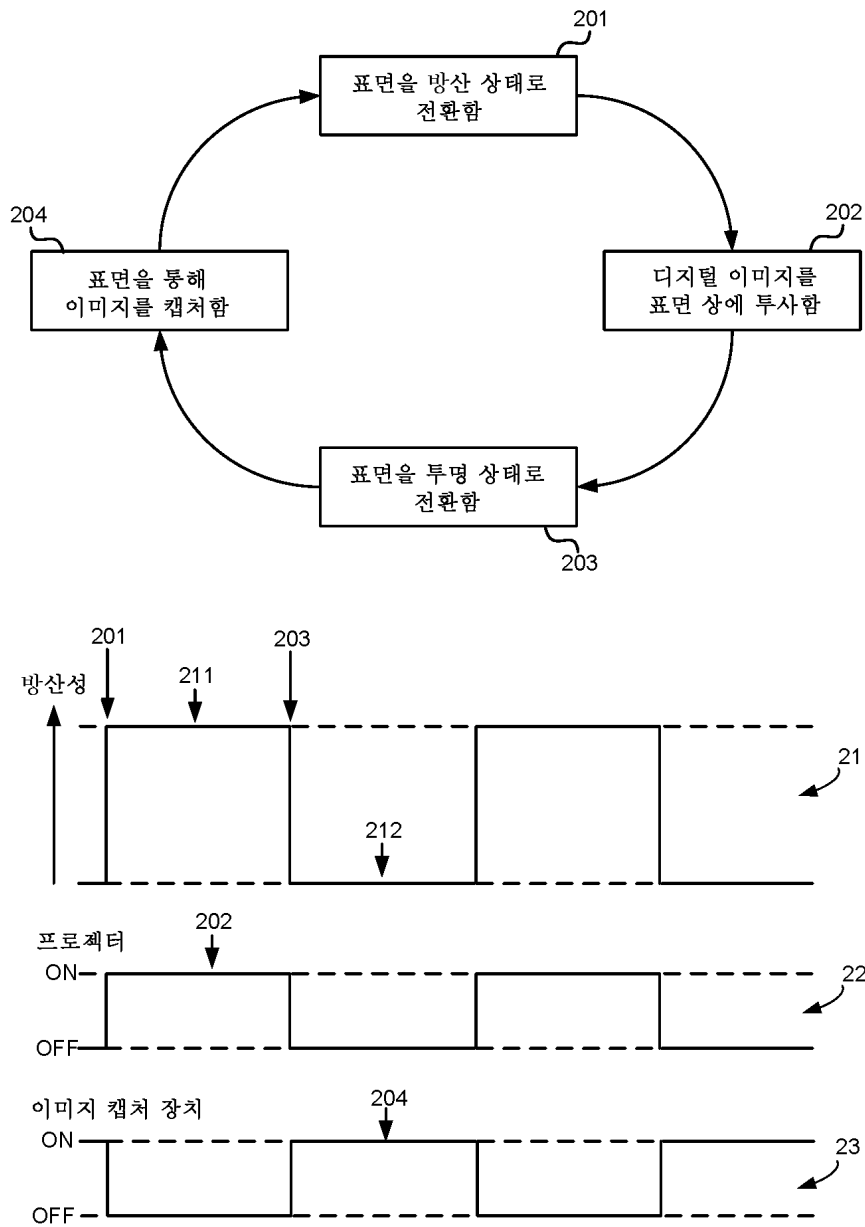 201
표면을 방산 상태로
전환함
204
202
표면을 통해
이미지를 캡처함
디지털 이미지를
표면 상에 투사함
표면을 투명 상태로
전환함
203
201
203
방산성
211
21
212
프로젝터
202
ON
22
OFF
이미지 캡처 장치
204
ON
23
OFF